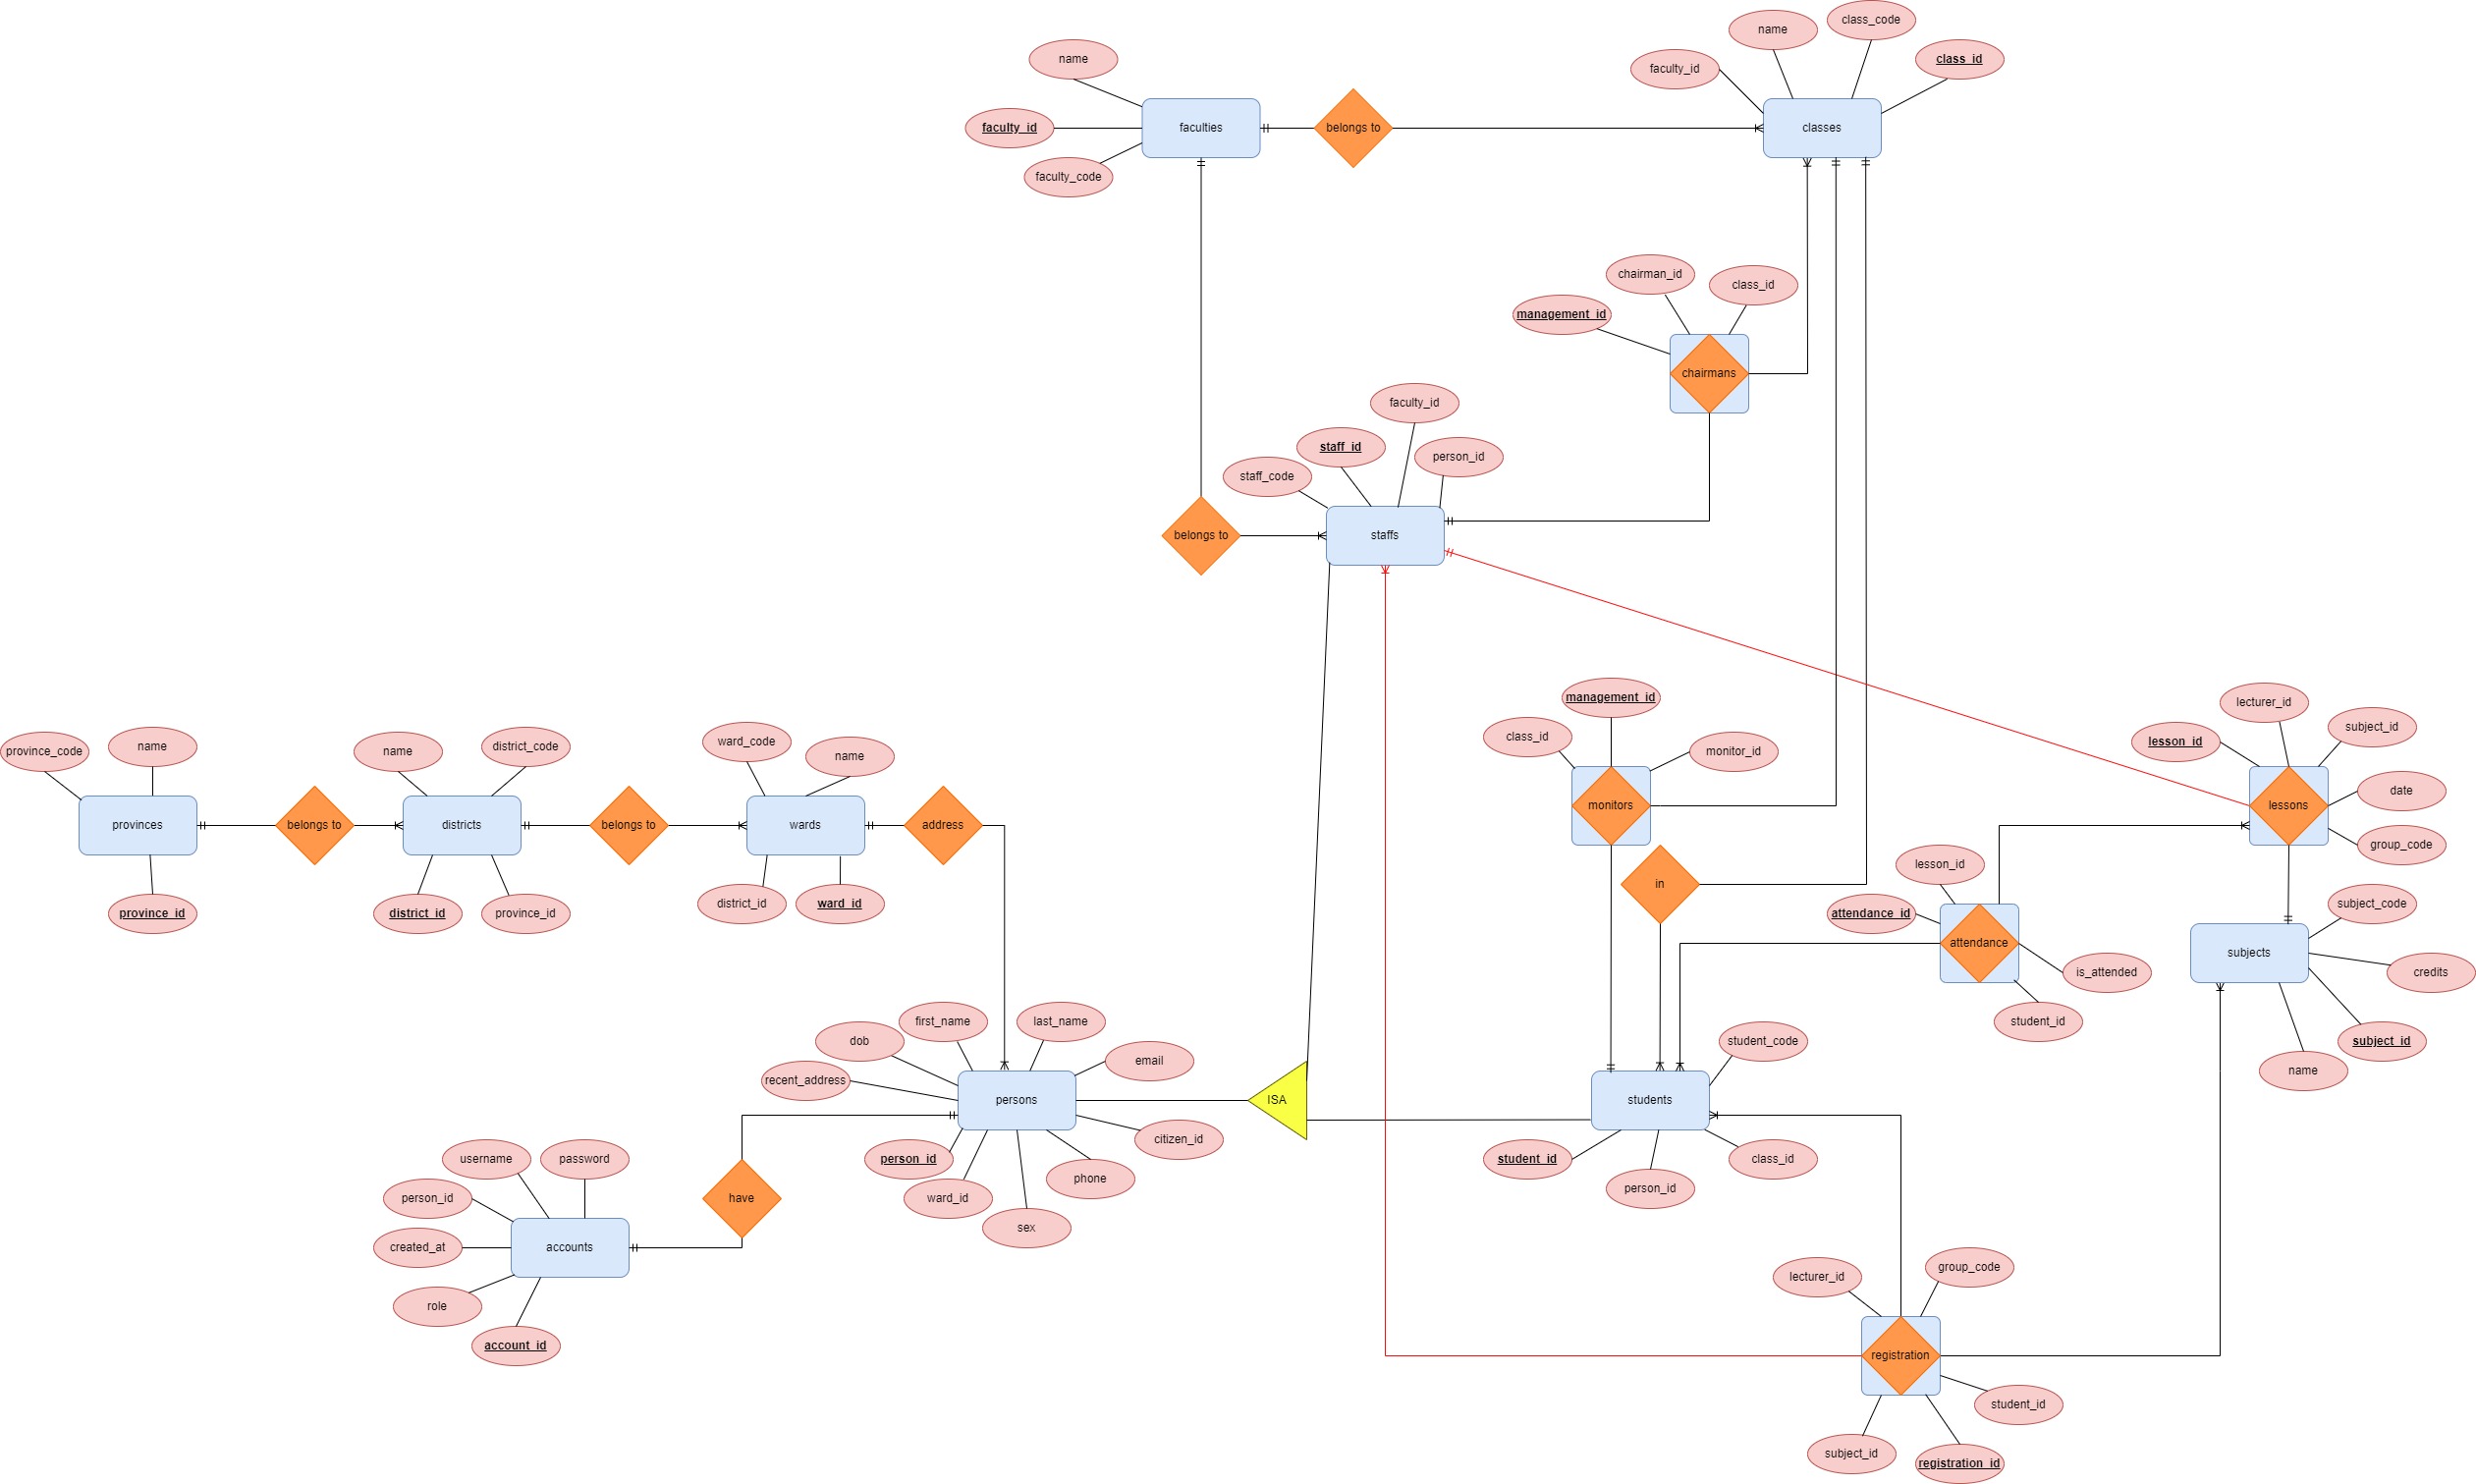 class_code
name
class_id
name
faculty_id
faculty_id
faculties
belongs to
classes
faculty_code
chairman_id
class_id
management_id
chairmans
faculty_id
staff_id
person_id
staff_code
belongs to
staffs
management_id
lecturer_id
class_id
monitor_id
lesson_id
subject_id
province_code
name
name
district_code
ward_code
name
date
monitors
lessons
provinces
belongs to
districts
belongs to
wards
address
group_code
lesson_id
in
province_id
district_id
province_id
district_id
ward_id
attendance_id
subject_code
attendance
subjects
is_attended
credits
first_name
last_name
student_id
dob
email
student_code
subject_id
recent_address
name
persons
ISA
students
username
password
person_id
citizen_id
student_id
class_id
person_id
have
ward_id
phone
person_id
sex
created_at
accounts
lecturer_id
group_code
role
account_id
registration
student_id
subject_id
registration_id